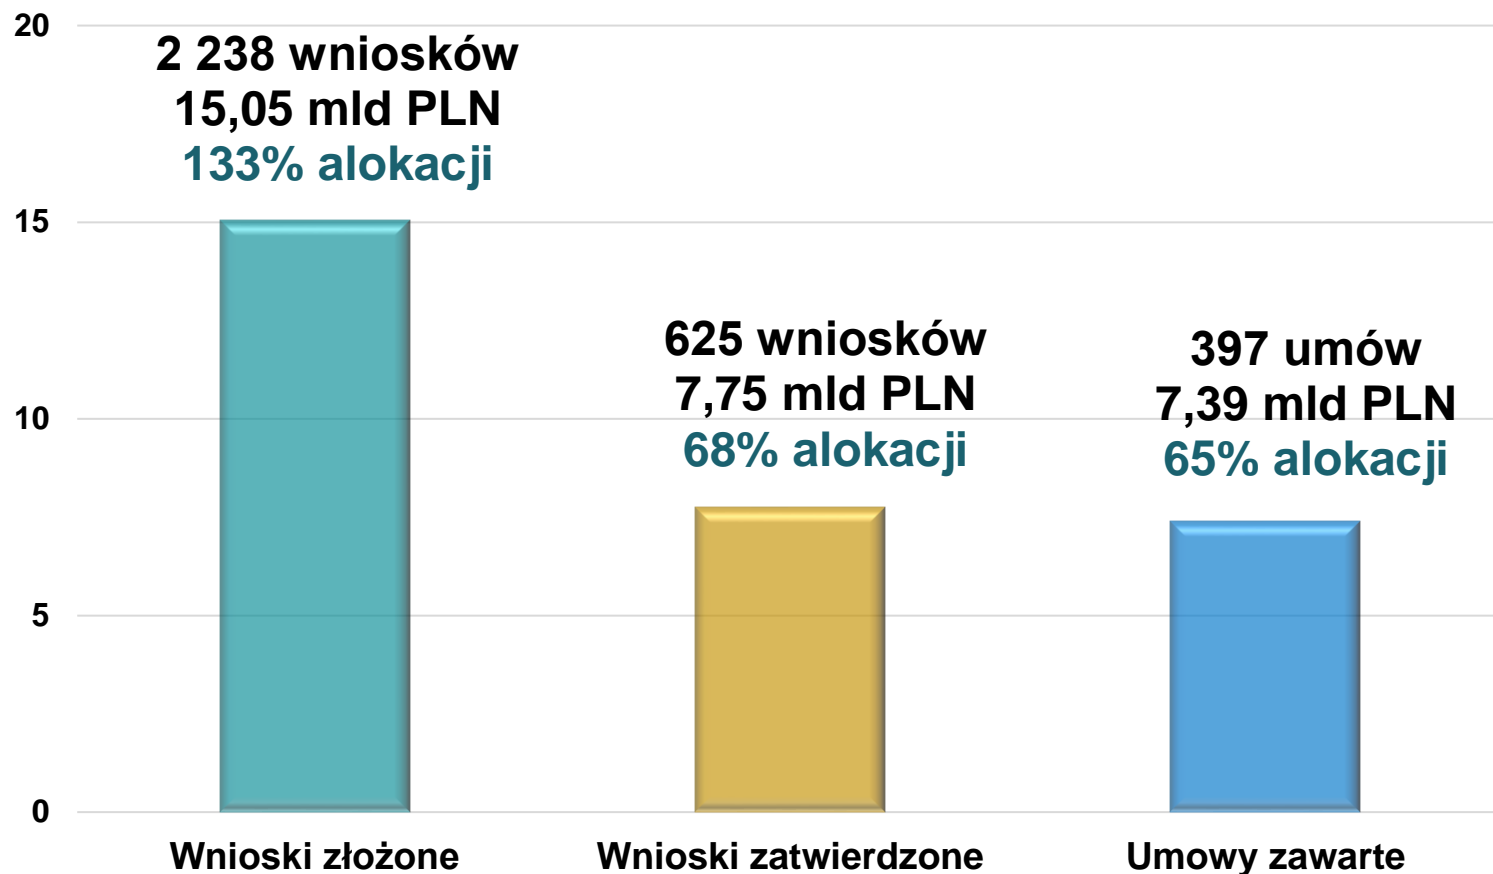 20
2 238 wniosków
15,05 mld PLN
133% alokacji
15
625 wniosków
7,75 mld PLN
68% alokacji
397 umów
7,39 mld PLN
65% alokacji
10
5
0
Wnioski złożone
Wnioski zatwierdzone
Umowy zawarte